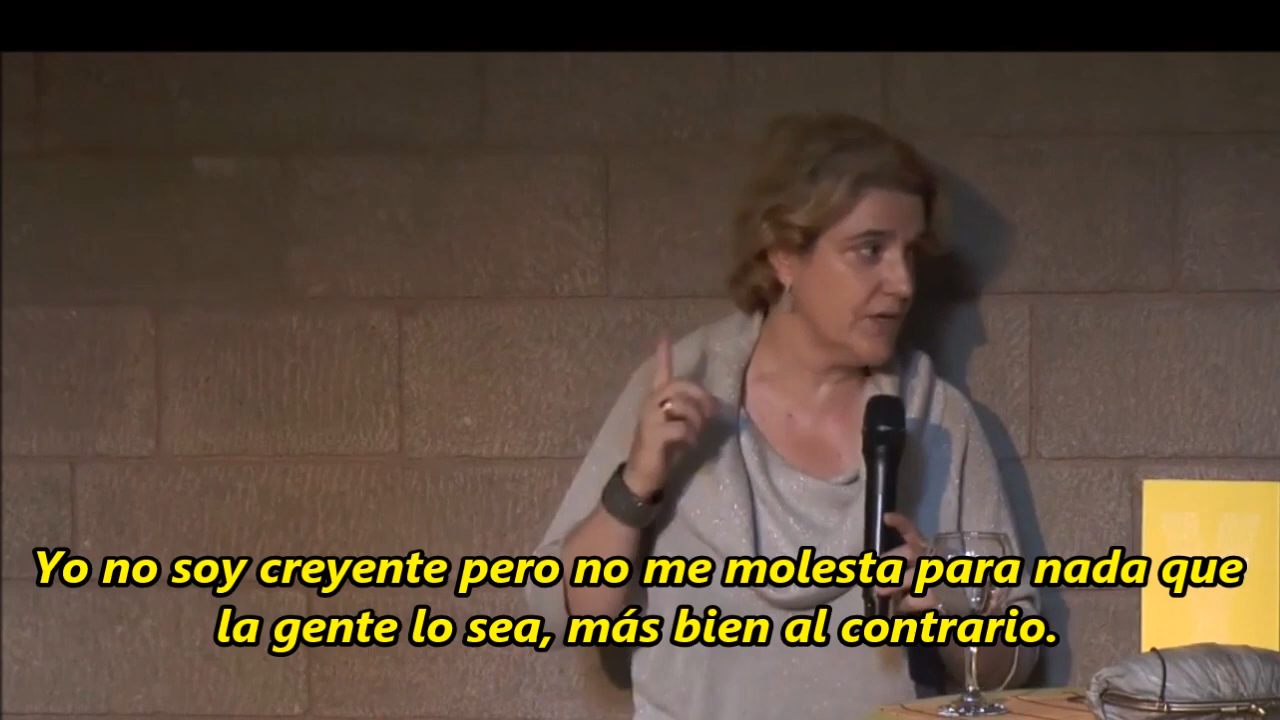 Yo no soy creyente pero no me molesta para nada que
la gente lo sea, más bien al contrario.